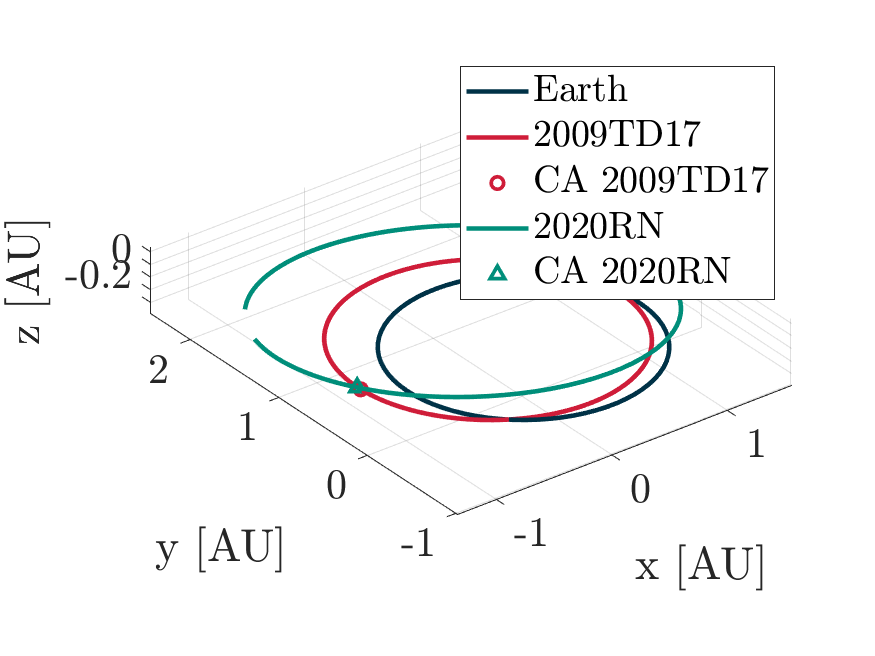 Earth
2009TD17
CA 2009TD17
2020RN
CA 2020RN
0
-0.2
z [AU]
2
1
0
-1
y [AU]
-1
0
1
x [AU]